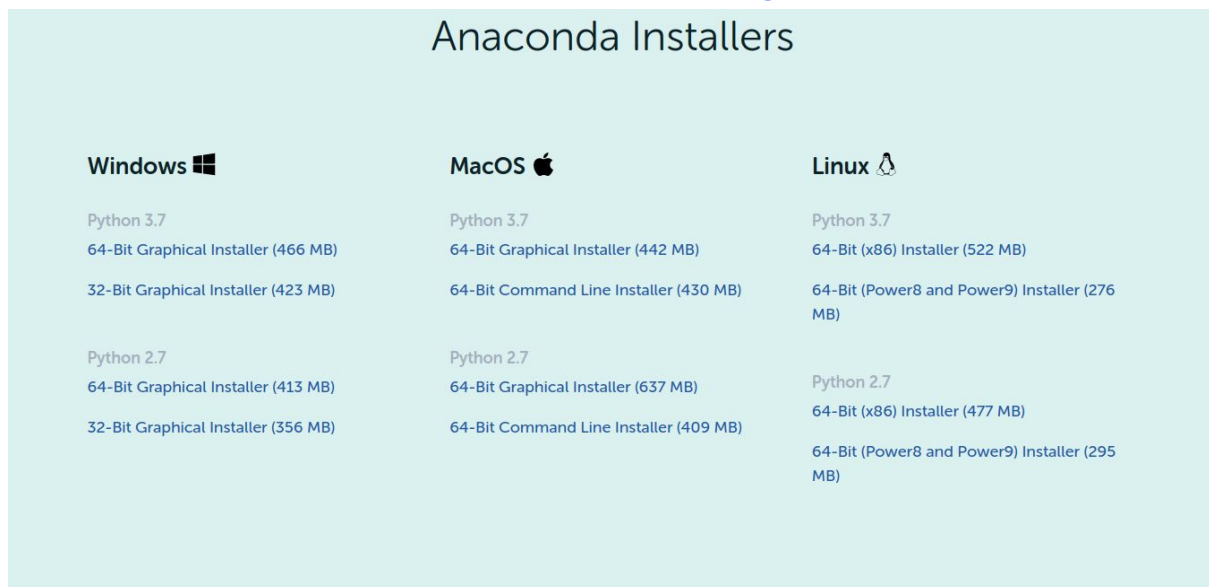 Anaconda Installers
Windows
Python 3.7
64-Bit Graphical Installer (466 MB)
32-Bit Graphical Installer (423 MB)
Python 2.7
64-Bit Graphical Installer (413 MB)
32-Bit Graphical Installer (356 MB)
MacOS
Python 3.7
64-Bit Graphical Installer (442 MB)
64-Bit Command Line Installer (430 MB)
Python 2.7
64-Bit Graphical Installer (637 MB)
64-Bit Command Line Installer (409 MB)
Linux
Python 3.7
64-Bit (x86) Installer (522 MB)
64-Bit (Power8 and Power9) Installer (276
MB)
Python 2.7
64-Bit (x86) Installer (477 MB)
64-Bit (Power8 and Power9) Installer (295
MB)